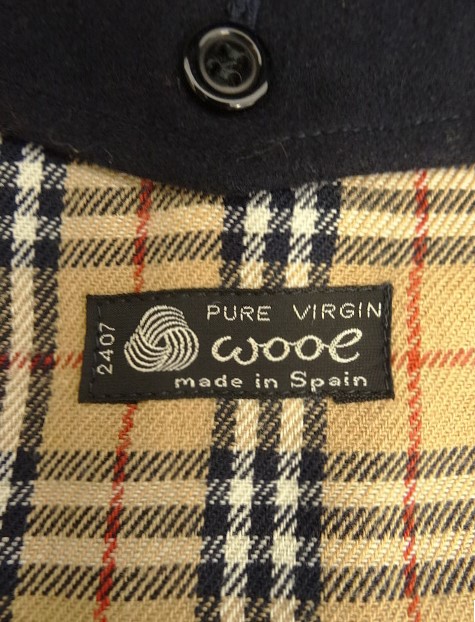 2407
PURE VIRGIN
wool
made in Spain